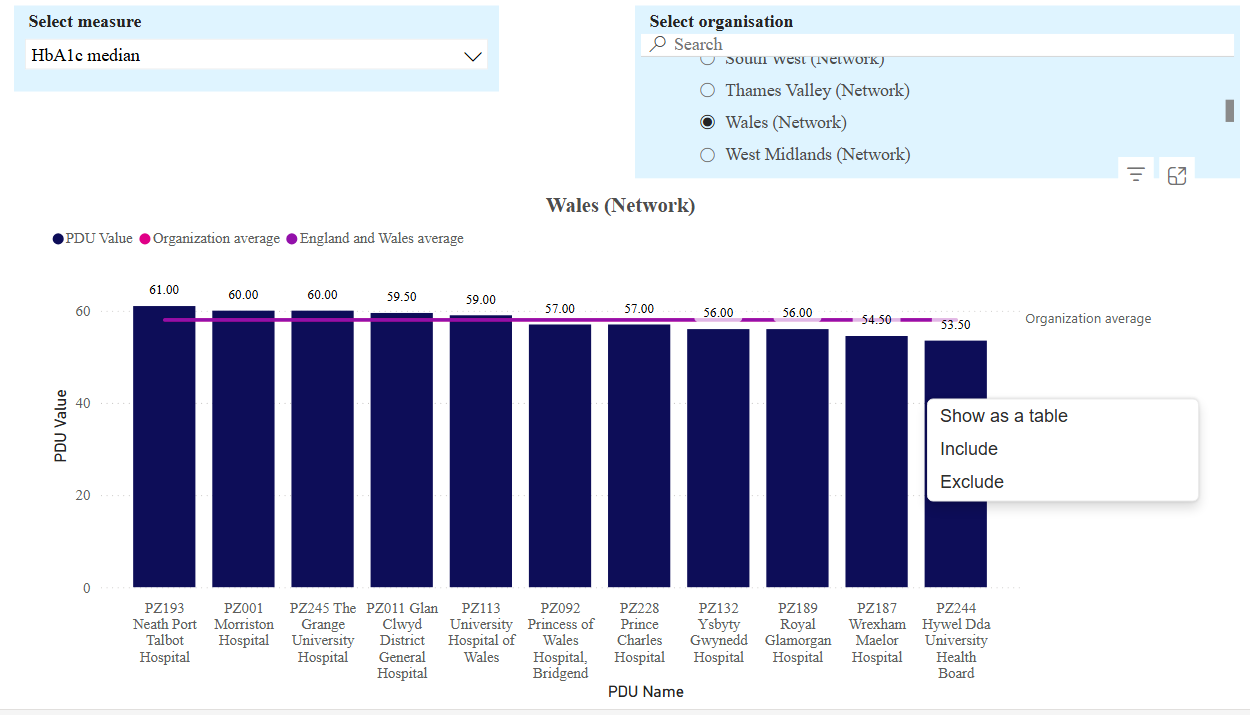 Select measure
HbA1c median
Select organisation
Search
South West (Network)
Thames Valley (Network)
Wales (Network)
West Midlands (Network)
Wales (Network)
PDU Value Organization average England and Wales average
61.00 60.00 60.00 59.50 59.00 57.00 57.00 56.00 56.00 54.50 53.50
60
Organization average
40
20
0
PDU Value
Show as a table
Include
Exclude
PZ193
Neath Port
Talbot
Hospital
PZ001
Morriston
Hospital
PZ245 The
Grange
University
Hospital
PZ011 Glan
Clwyd
District
General
Hospital
PZ113
University
Hospital of
Wales
PZ092
Princess of
Wales
Hospital,
Bridgend
PZ228
Prince
Charles
Hospital
PZ132
Ysbyty
Gwynedd
Hospital
PZ189
Royal
Glamorgan
Hospital
PZ187
Wrexham
Maelor
Hospital
PZ244
Hywel Dda
University
Health
Board
PDU Name